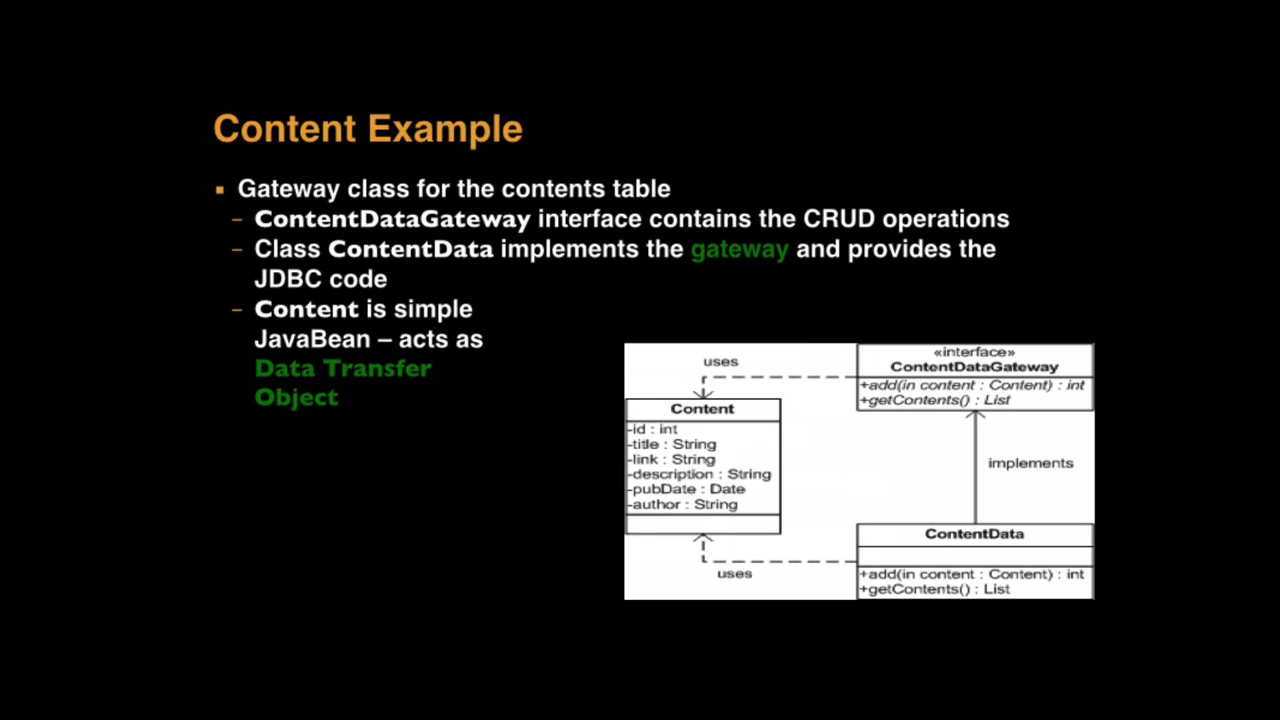 Content Example
▪ Gateway class for the contents table
– ContentDataGateway interface contains the CRUD operations
– Class ContentData implements the gateway and provides the
JDBC code
– Content is simple
JavaBean – acts as
Data Transfer
Object
uses
«interface»
ContentDataGateway
+add(in content : Content) : int
+getContents() : List
Content
-id : int
-title : String
-link : String
-description : String
-pubDate : Date
-author : String
implements
ContentData
+add(in content : Content) : int
+getContents() : List
uses